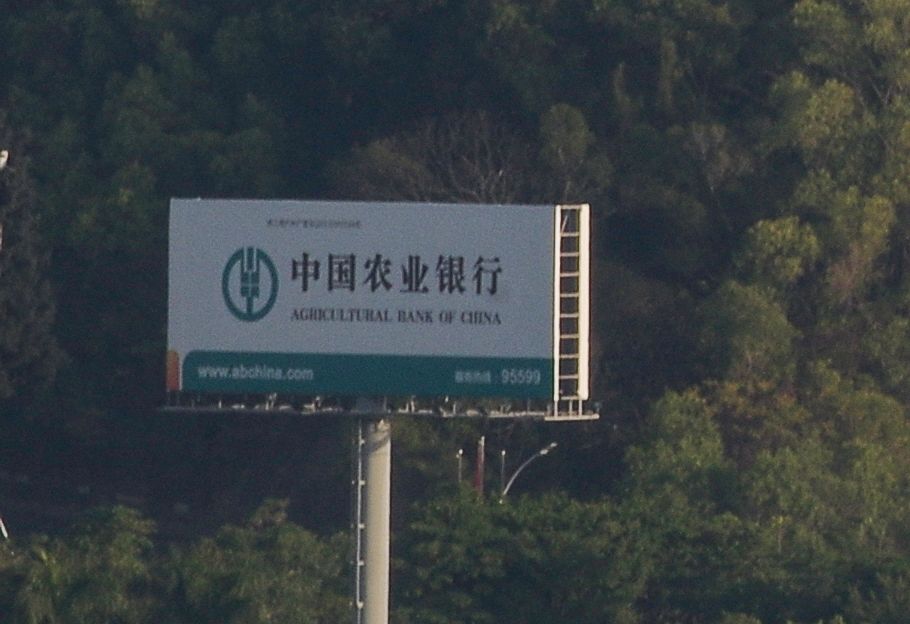 中国农业银行
AGRICULTURAL BANK OF CHINA
www.abchina.com
95599